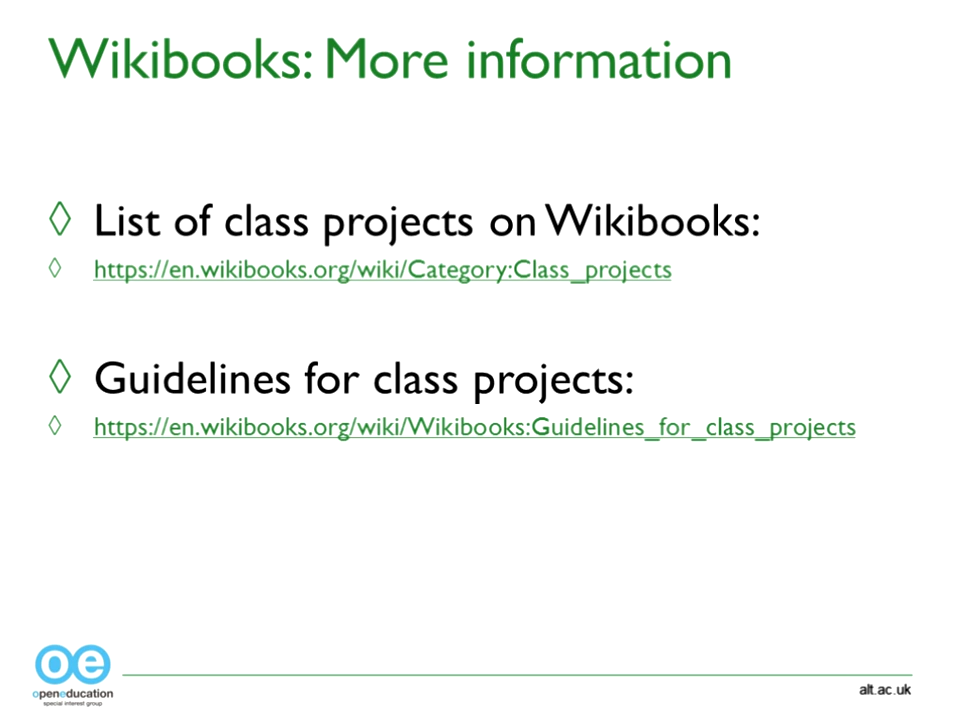 Wikibooks: More information
◊ List of class projects on Wikibooks:
◊ https://en.wikibooks.org/wiki/Category:Class_projects
◊ Guidelines for class projects:
◊ https://en.wikibooks.org/wiki/Wikibooks:Guidelines_for_class_projects
oe
openeducation
special interest group
alt.ac.uk